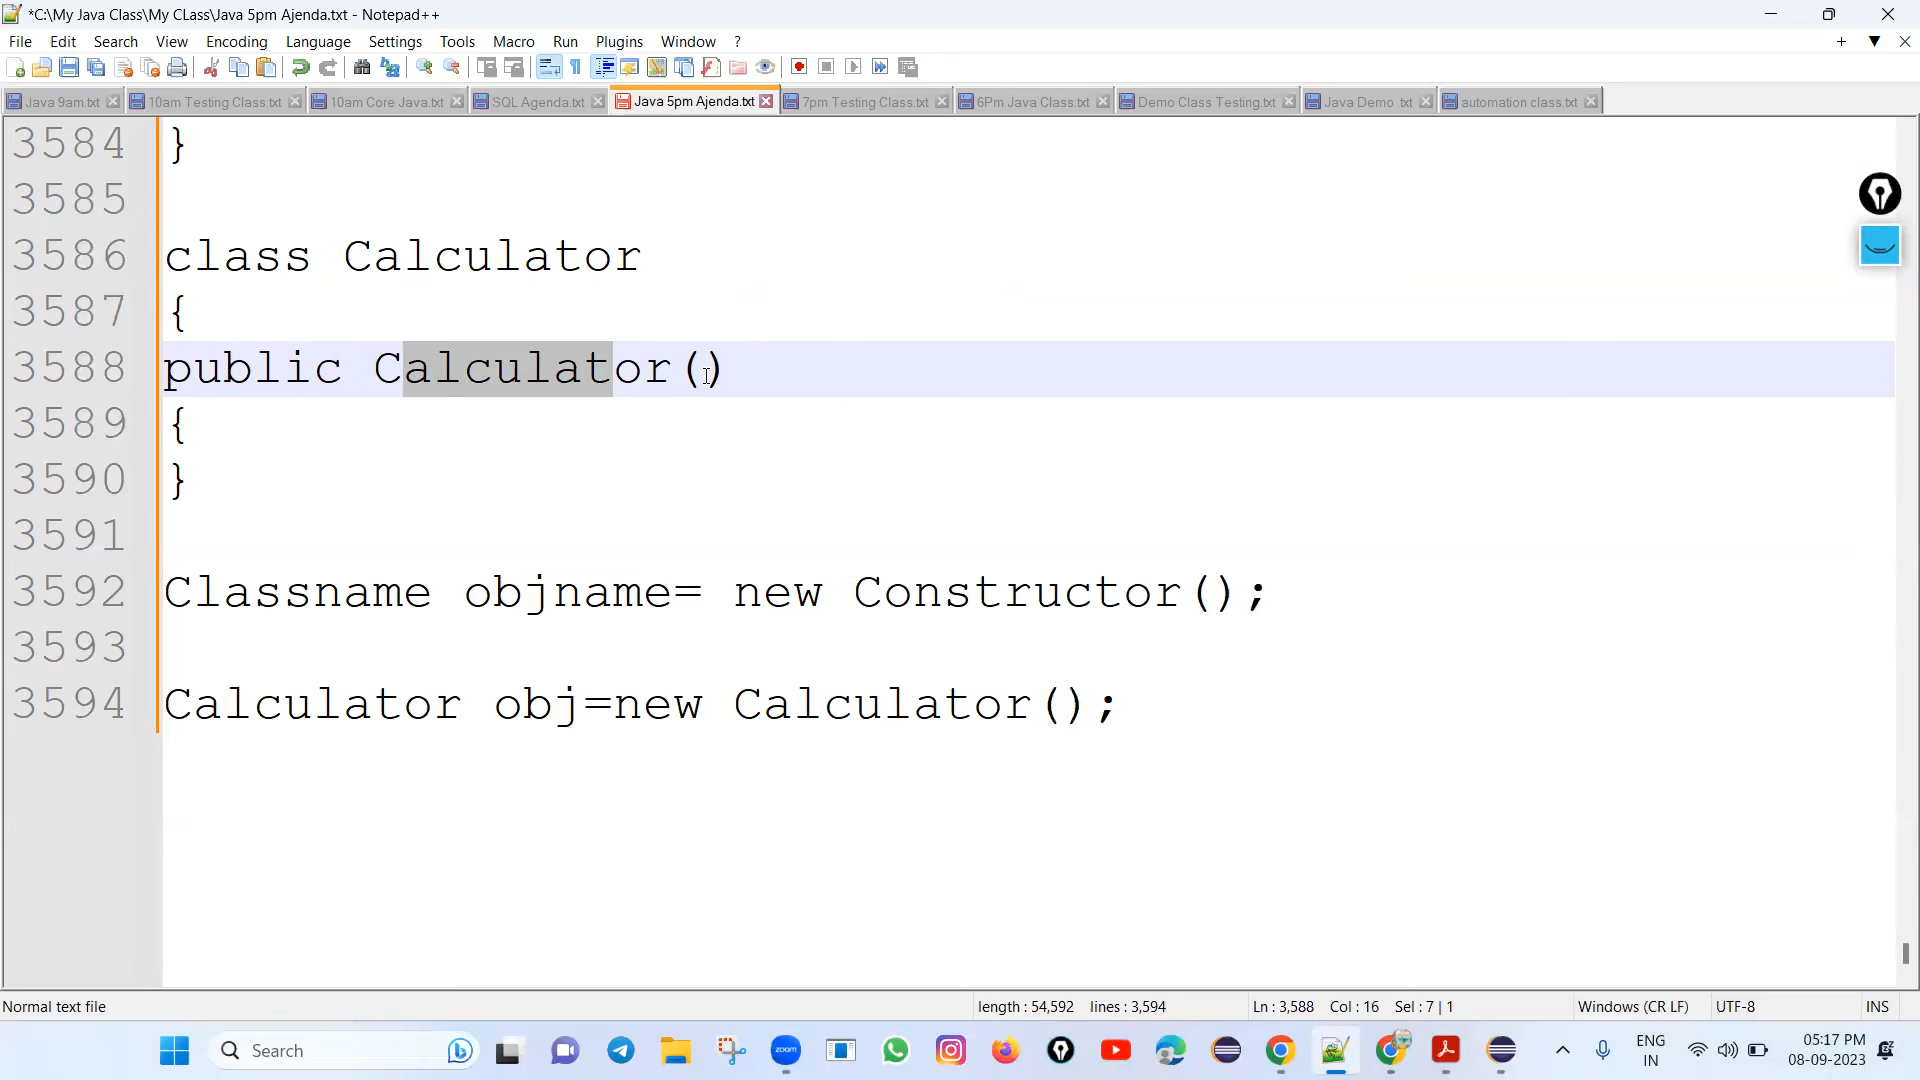 *C:\My Java Class\My CLass\Java 5pm Ajenda.txt - Notepad++
File Edit Search View Encoding Language Settings Tools Macro Run Plugins Window ?
Java 9am.txt 10am Testing Class.txt 10am Core Java.txt SQL Agenda.txt Java 5pm Ajenda.txt 7pm Testing Class.txt 6Pm Java Class.txt Demo Class Testing.txt Java Demo .txt automation class.txt
3584 }
3585
3586 class Calculator
3587 {
3588 public Calculator()
3589 {
3590 }
3591
3592 Classname objname= new Constructor();
3593
3594 Calculator obj=new Calculator();
Normal text file length : 54,592 lines : 3,594 Ln : 3,588 Col : 16 Sel : 7 | 1 Windows (CR LF) UTF-8 INS
Search zoom ENG IN 05:17 PM 08-09-2023